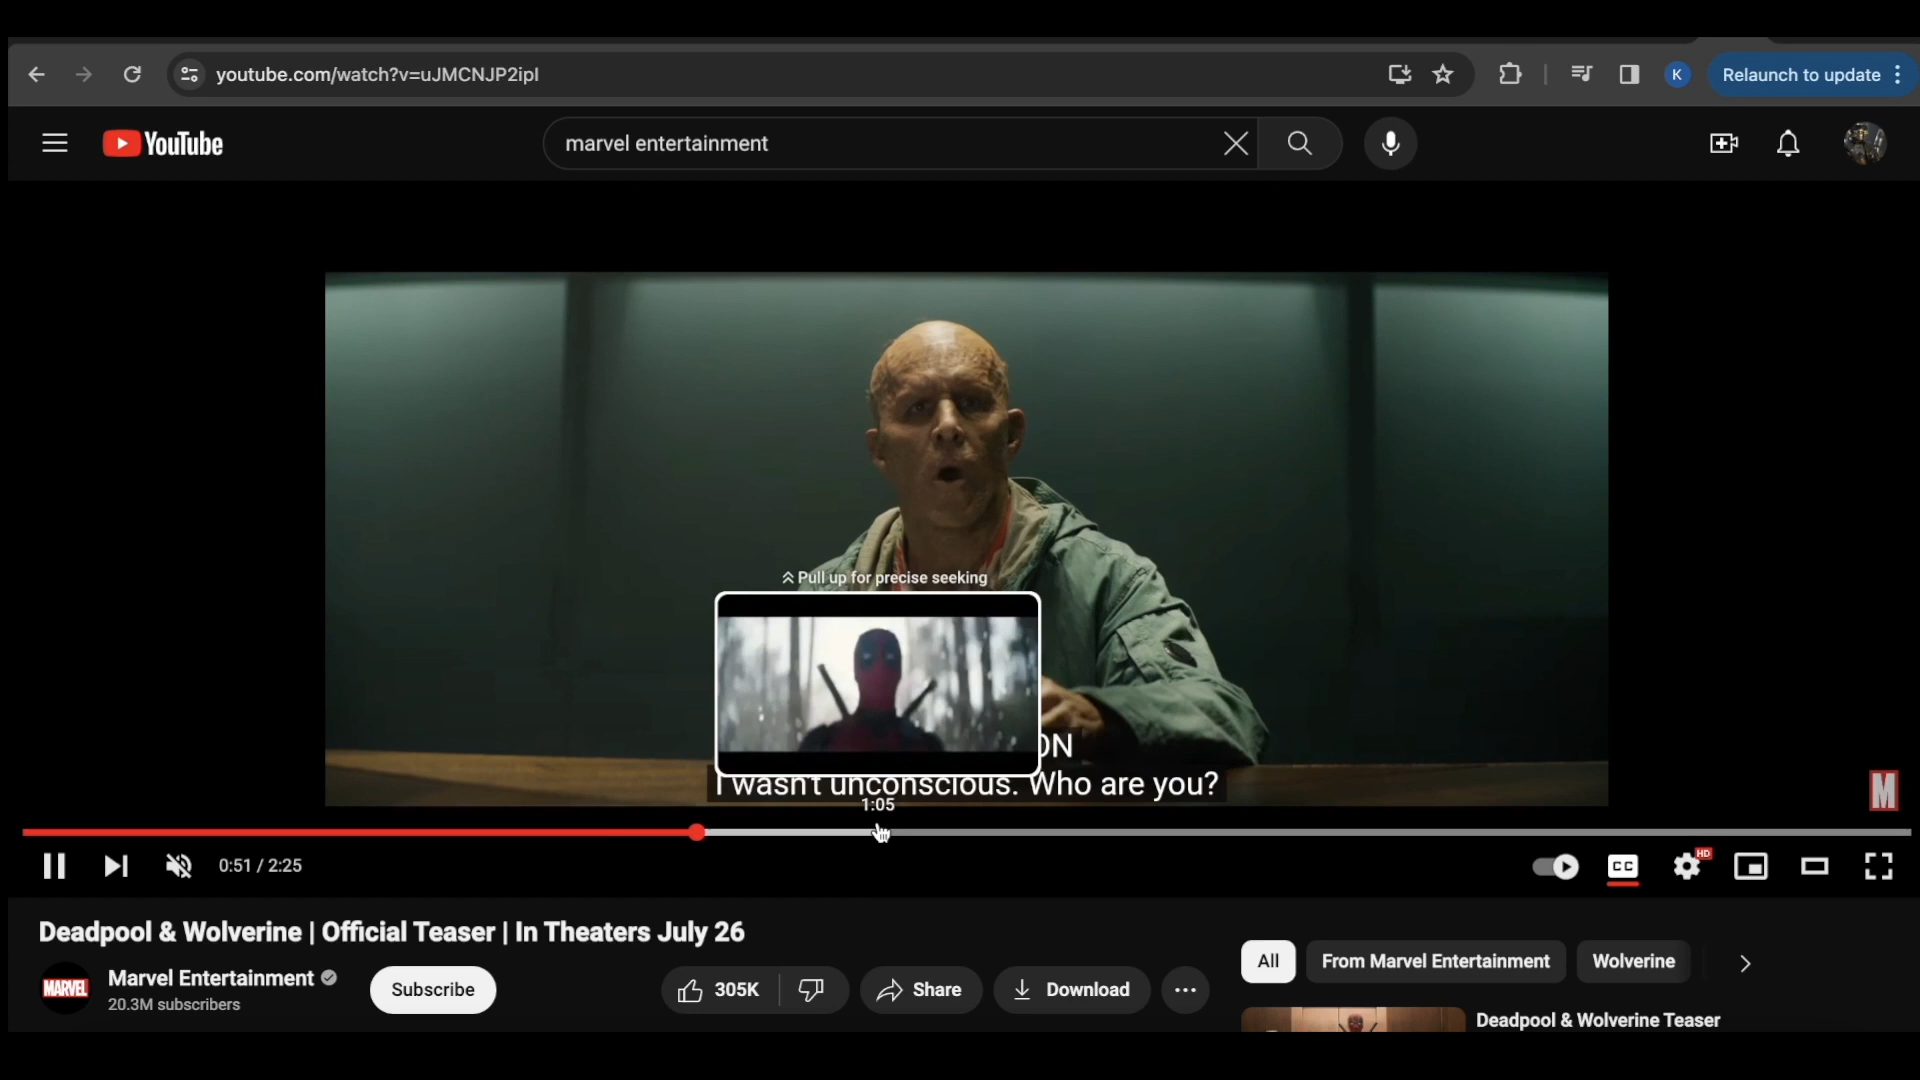 youtube.com/watch?v=uJMCNJP2ipI
K
Relaunch to update
YouTube
marvel entertainment
Pull up for precise seeking
ON
I wasn't unconscious. Who are you?
1:05
M
0:51 / 2:25
CC
HD
Deadpool & Wolverine | Official Teaser | In Theaters July 26
All
From Marvel Entertainment
Wolverine
MARVEL
Marvel Entertainment
20.3M subscribers
Subscribe
305K
Share
Download
Deadpool & Wolverine Teaser